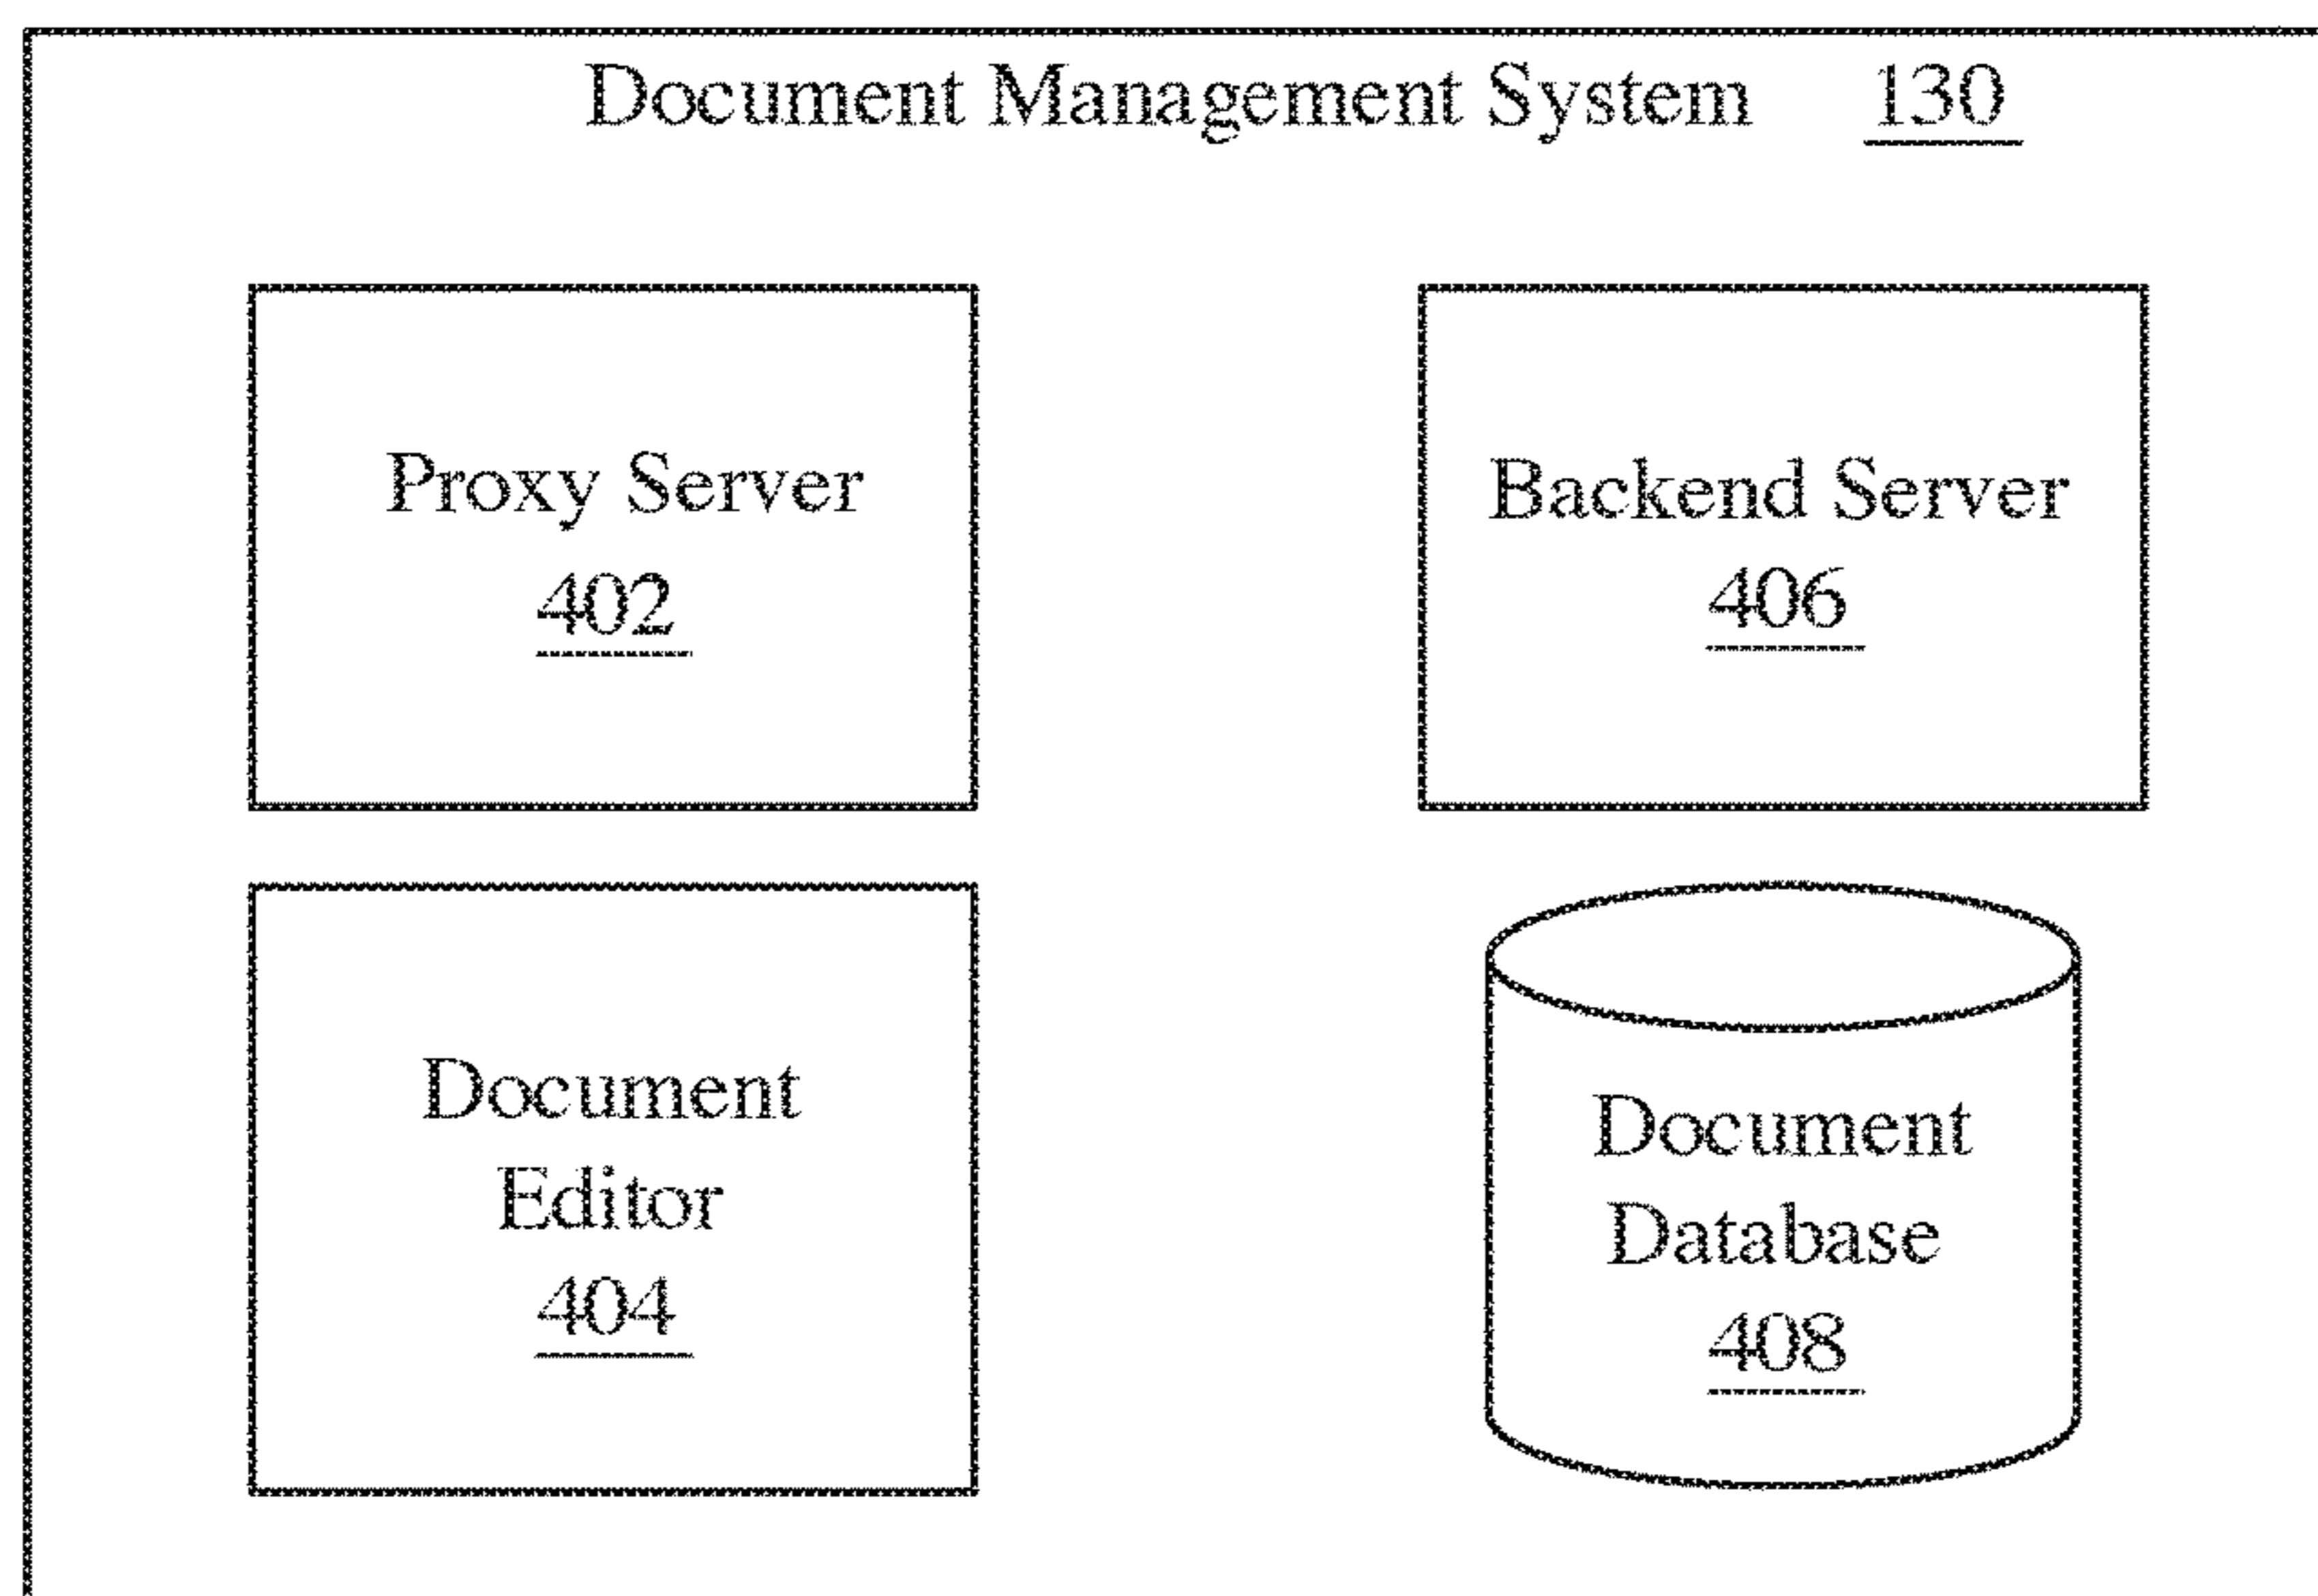 Document Management System 130
Proxy Server
402
Backend Server
406
Document
Editor
404
Document
Database
408